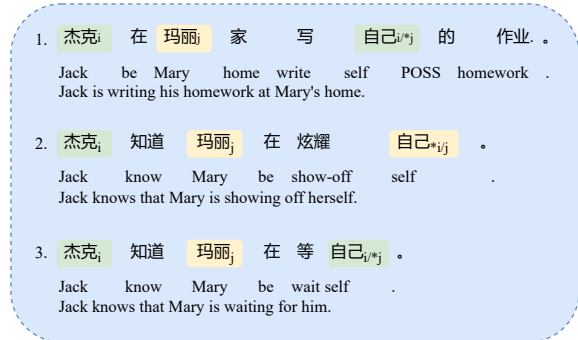 1. 杰克i 在 玛丽j 家 写 自己i/*j 的 作业. 。
Jack be Mary home write self POSS homework .
Jack is writing his homework at Mary's home.
2. 杰克i 知道 玛丽j 在 炫耀 自己*i/j 。
Jack know Mary be show-off self .
Jack knows that Mary is showing off herself.
3. 杰克i 知道 玛丽j 在 等 自己i/*j 。
Jack know Mary be wait self .
Jack knows that Mary is waiting for him.